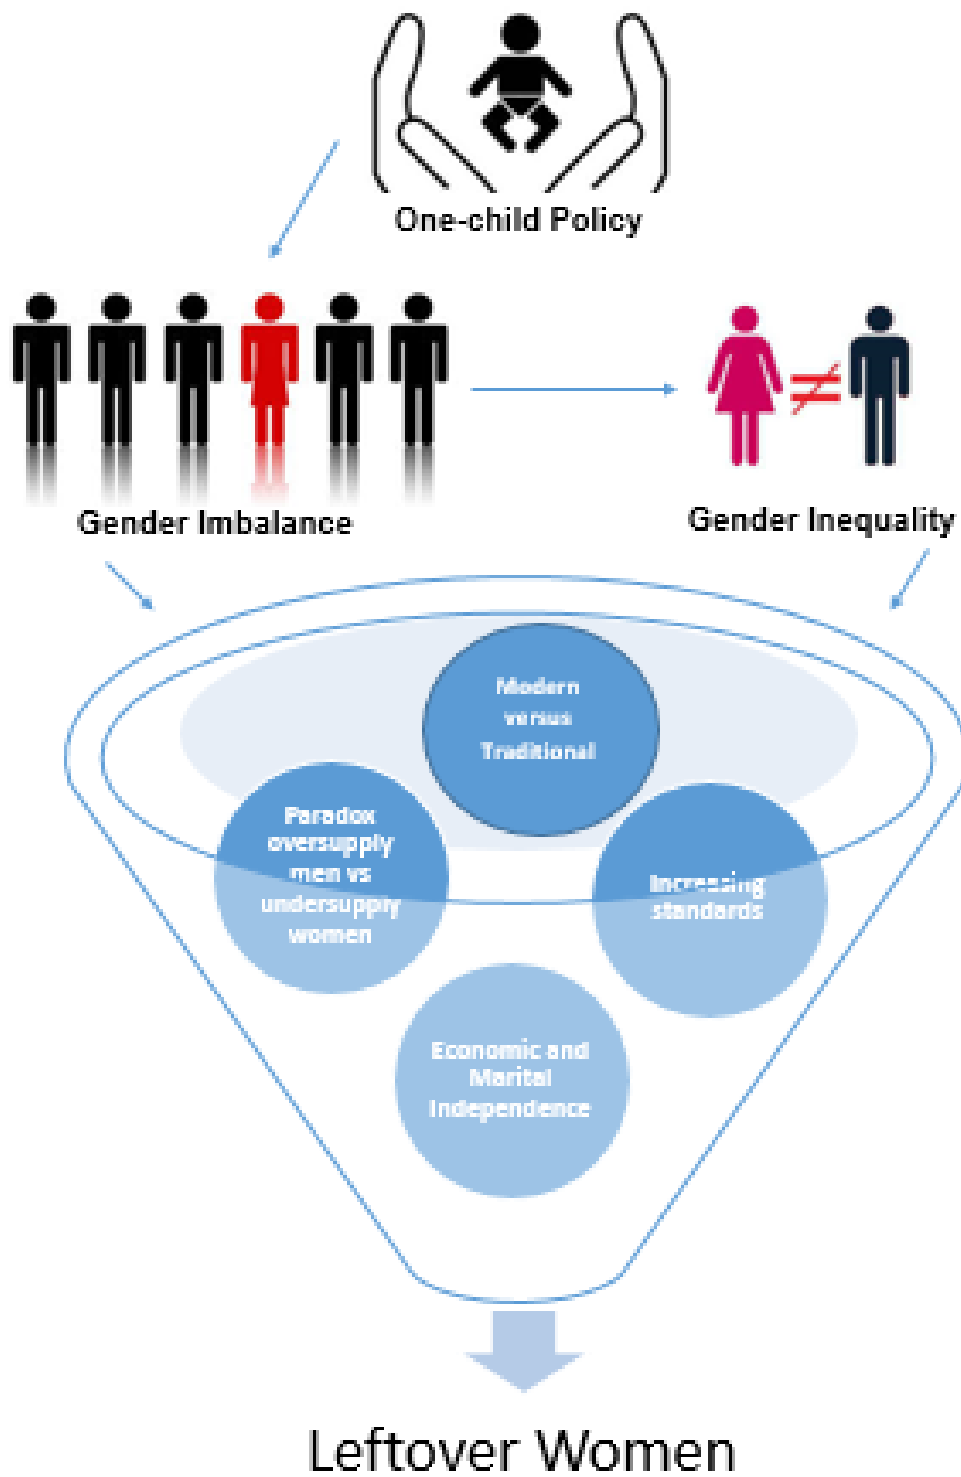 One-child Policy
Gender Imbalance
Gender Inequality
Modern
versus
Traditional
Paradox
oversupply
men vs
undersupply
women
Increasing
standards
Economic and
Marital
Independence
Leftover Women